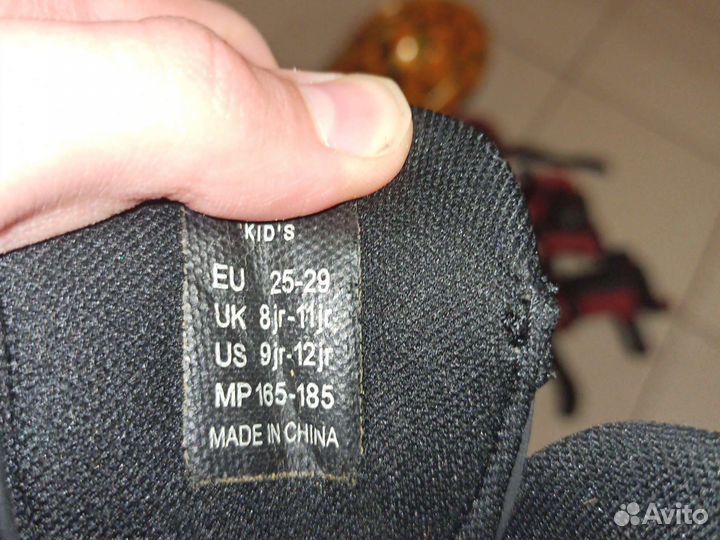 KID'S
EU 25-29
UK 8jr-11jr
US 9jr-12jr
MP 165-185
MADE IN CHINA
Avito